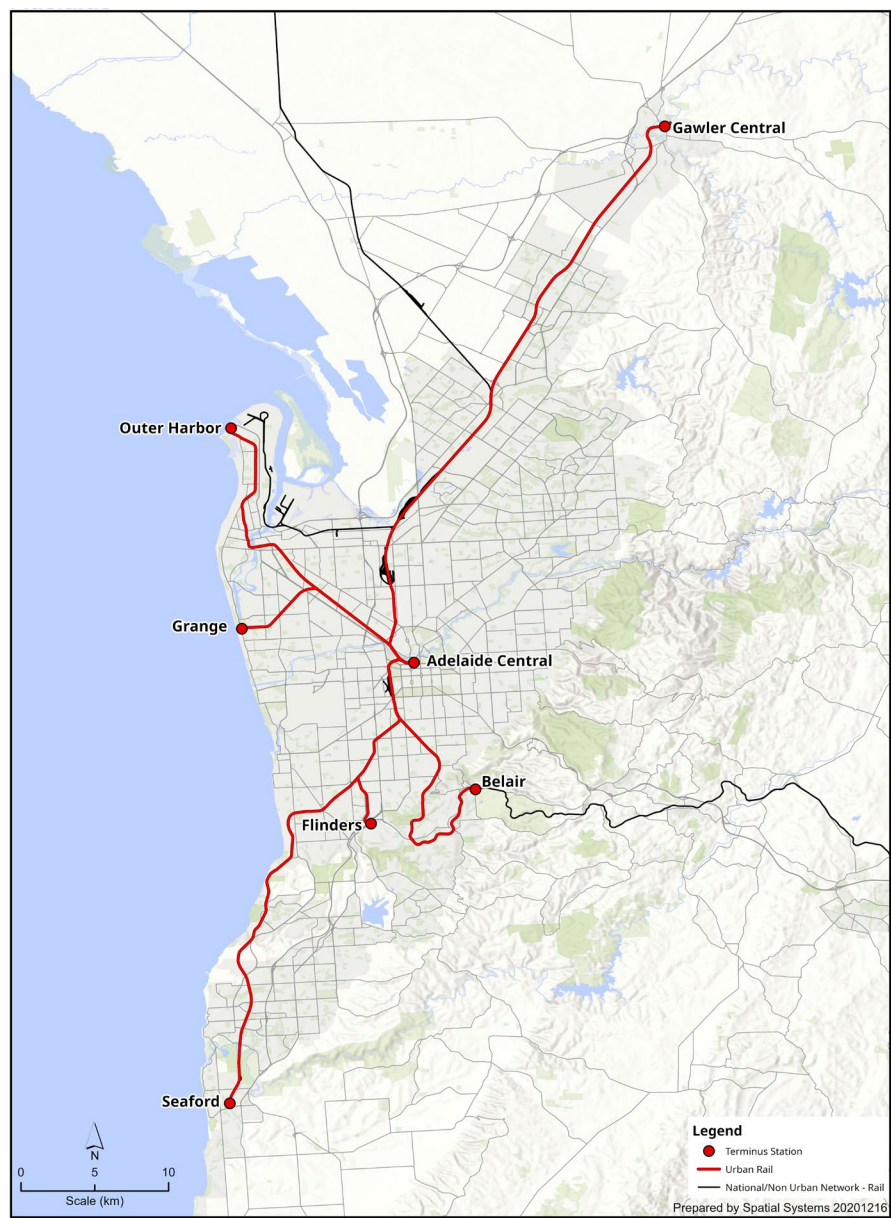 Gawler Central
Outer Harbor
Grange
Adelaide Central
Belair
Flinders
Seaford
N
0 5 10
Scale (km)
Legend
Terminus Station
Urban Rail
National/Non Urban Network - Rail
Prepared by Spatial Systems 20201216